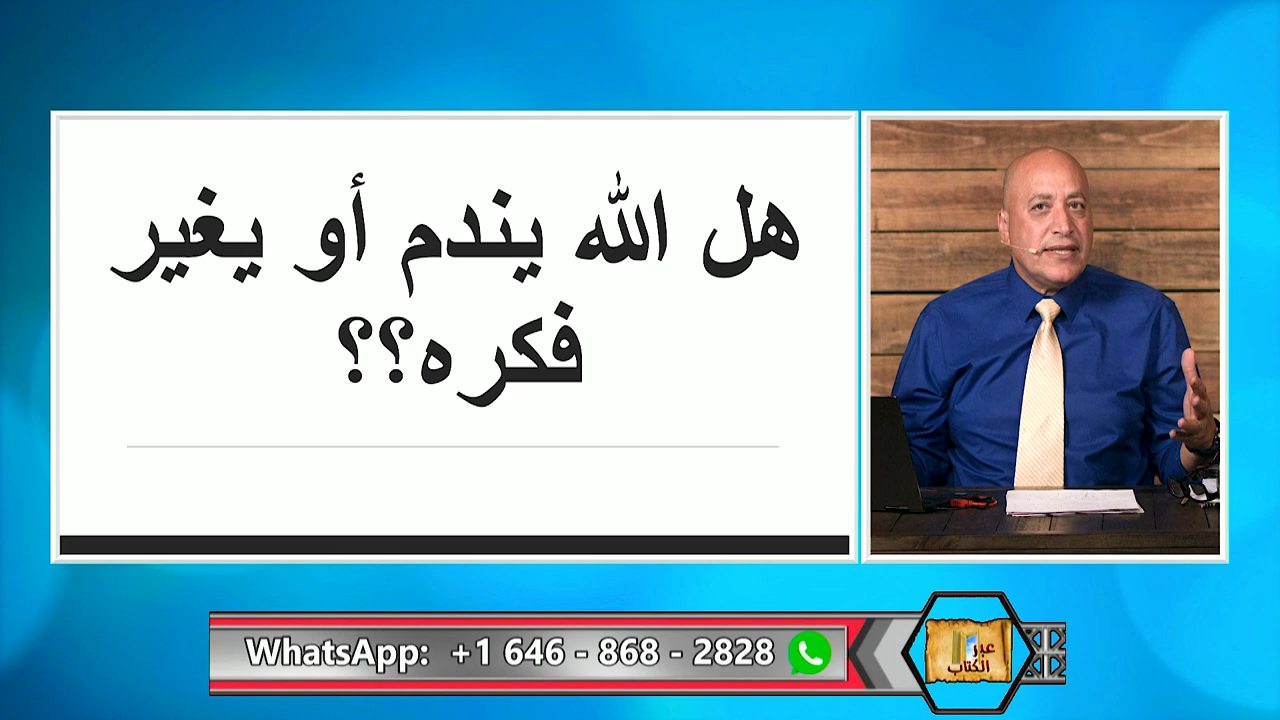 هل الله يندم أو يغير
فكره؟؟
WhatsApp: +1 646 - 868 - 2828
عبر
الكتاب